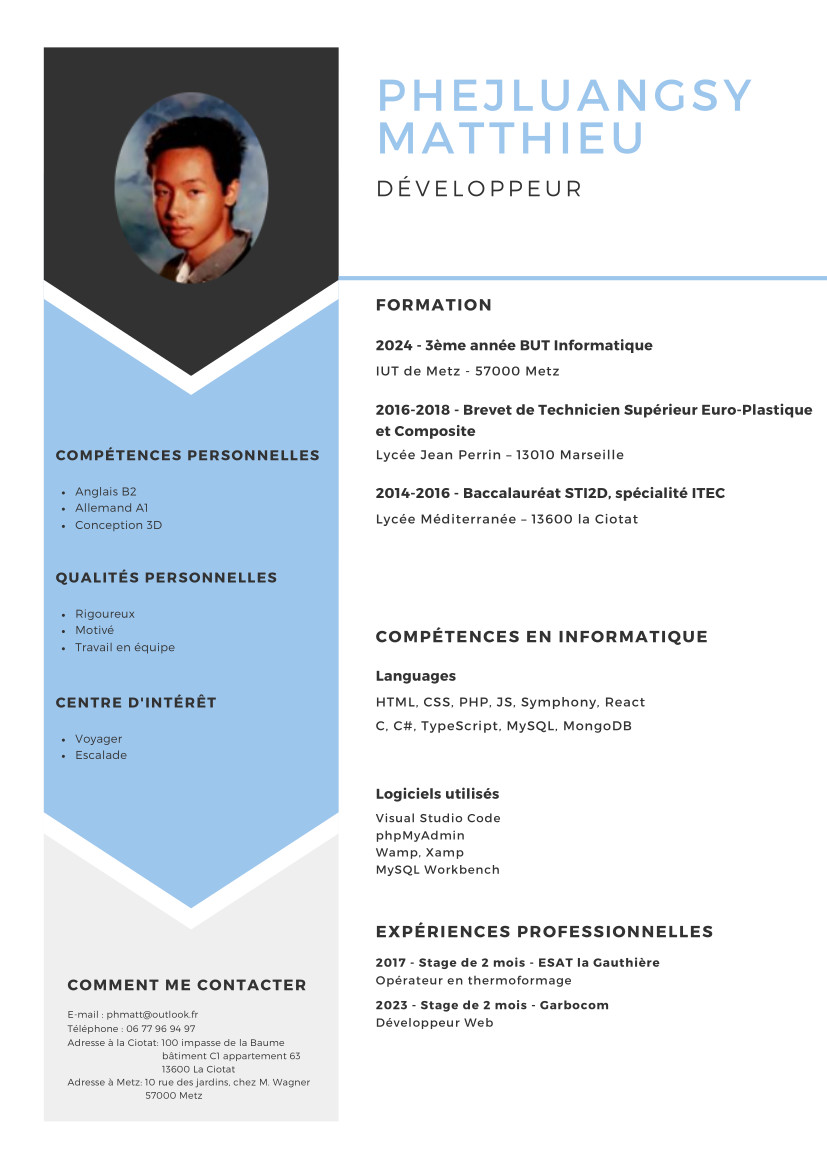 PHEJLUANGSY
MATTHIEU
DÉVELOPPEUR
FORMATION
2024 - 3ème année BUT Informatique
IUT de Metz - 57000 Metz
2016-2018 - Brevet de Technicien Supérieur Euro-Plastique
et Composite
Lycée Jean Perrin – 13010 Marseille
2014-2016 - Baccalauréat STI2D, spécialité ITEC
Lycée Méditerranée – 13600 la Ciotat
COMPÉTENCES EN INFORMATIQUE
Languages
HTML, CSS, PHP, JS, Symphony, React
C, C#, TypeScript, MySQL, MongoDB
Logiciels utilisés
Visual Studio Code
phpMyAdmin
Wamp, Xamp
MySQL Workbench
EXPÉRIENCES PROFESSIONNELLES
2017 - Stage de 2 mois - ESAT la Gauthière
Opérateur en thermoformage
2023 - Stage de 2 mois - Garbocom
Développeur Web
COMPÉTENCES PERSONNELLES
• Anglais B2
• Allemand A1
• Conception 3D
QUALITÉS PERSONNELLES
• Rigoureux
• Motivé
• Travail en équipe
CENTRE D'INTÉRÊT
• Voyager
• Escalade
COMMENT ME CONTACTER
E-mail : phmatt@outlook.fr
Téléphone : 06 77 96 94 97
Adresse à la Ciotat: 100 impasse de la Baume
bâtiment C1 appartement 63
13600 La Ciotat
Adresse à Metz: 10 rue des jardins, chez M. Wagner
57000 Metz